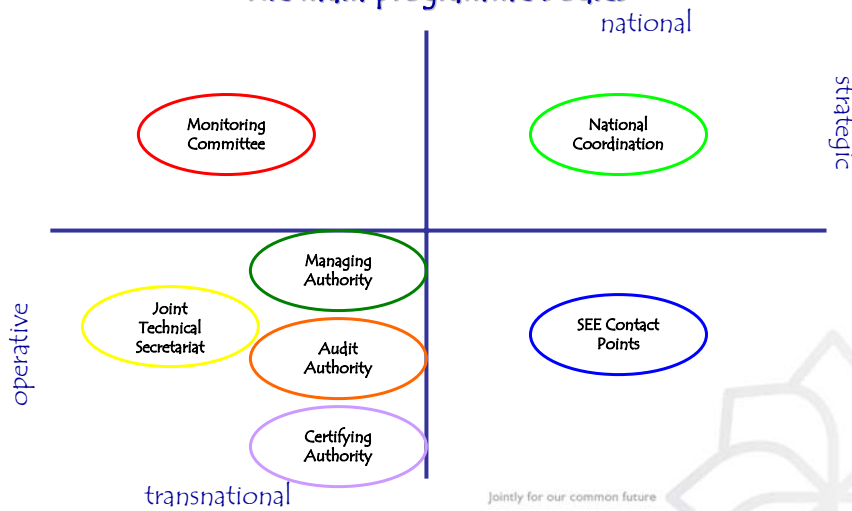 national
strategic
Monitoring
Committee
National
Coordination
Managing
Authority
Joint
Technical
Secretariat
SEE Contact
Points
Audit
Authority
operative
Certifying
Authority
transnational
Jointly for our common future